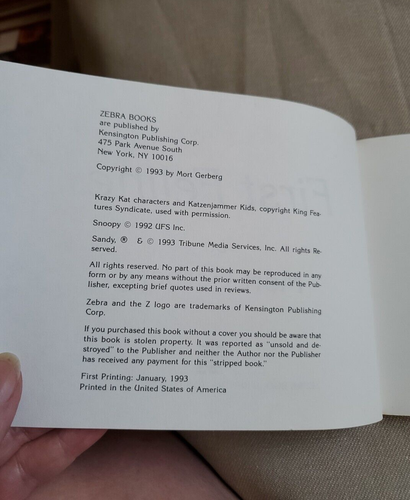 ZEBRA BOOKS
are published by
Kensington Publishing Corp.
475 Park Avenue South
New York, NY 10016
Copyright © 1993 by Mort Gerberg
Krazy Kat characters and Katzenjammer Kids, copyright King Fea-
tures Syndicate, used with permission.
Snoopy © 1992 UFS Inc.
Sandy, ® & © 1993 Tribune Media Services, Inc. All rights Re-
served.
All rights reserved. No part of this book may be reproduced in any
form or by any means without the prior written consent of the Pub-
lisher, excepting brief quotes used in reviews.
Zebra and the Z logo are trademarks of Kensington Publishing
Corp.
If you purchased this book without a cover you should be aware that
this book is stolen property. It was reported as "unsold and de-
stroyed" to the Publisher and neither the Author nor the Publisher
has received any payment for this "stripped book."
First Printing: January, 1993
Printed in the United States of America